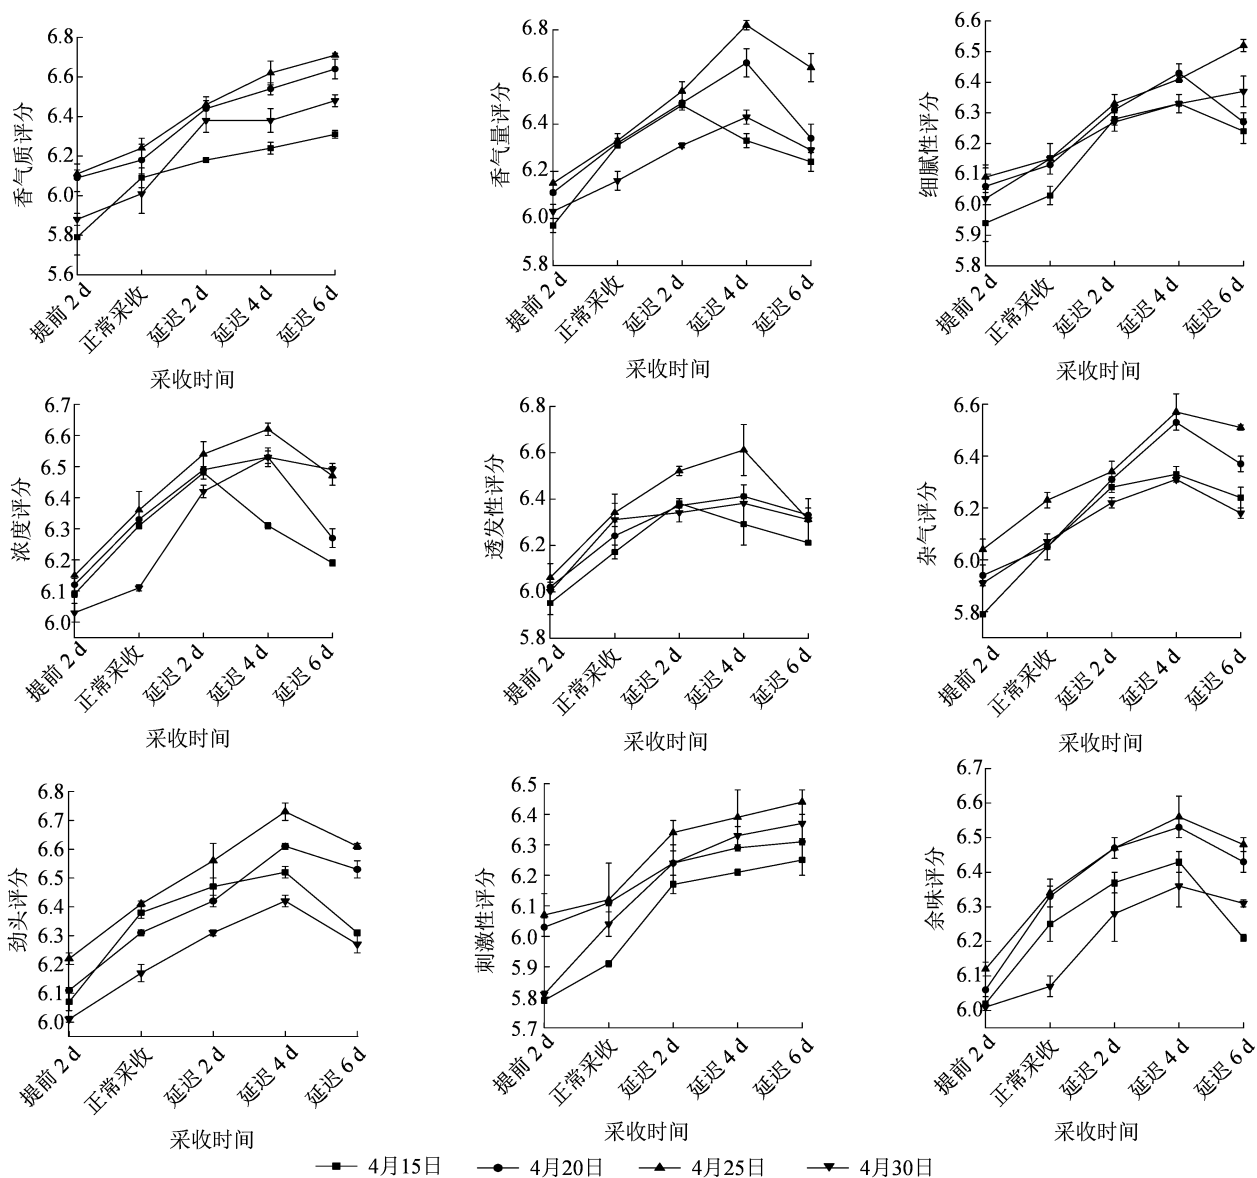 香气质评分
6.8
6.6
6.4
6.2
6.0
5.8
5.6
提前 2 d
正常采收
延迟 2 d
延迟 4 d
延迟 6 d
采收时间
香气量评分
6.8
6.6
6.4
6.2
6.0
5.8
提前 2 d
正常采收
延迟 2 d
延迟 4 d
延迟 6 d
采收时间
细腻性评分
6.6
6.5
6.4
6.3
6.2
6.1
6.0
5.9
5.8
提前 2 d
正常采收
延迟 2 d
延迟 4 d
延迟 6 d
采收时间
浓度评分
6.7
6.6
6.5
6.4
6.3
6.2
6.1
6.0
提前 2 d
正常采收
延迟 2 d
延迟 4 d
延迟 6 d
采收时间
透发性评分
6.8
6.6
6.4
6.2
6.0
5.8
提前 2 d
正常采收
延迟 2 d
延迟 4 d
延迟 6 d
采收时间
杂气评分
6.6
6.4
6.2
6.0
5.8
提前 2 d
正常采收
延迟 2 d
延迟 4 d
延迟 6 d
采收时间
劲头评分
6.8
6.7
6.6
6.5
6.4
6.3
6.2
6.1
6.0
提前 2 d
正常采收
延迟 2 d
延迟 4 d
延迟 6 d
采收时间
刺激性评分
6.5
6.4
6.3
6.2
6.1
6.0
5.9
5.8
5.7
提前 2 d
正常采收
延迟 2 d
延迟 4 d
延迟 6 d
采收时间
余味评分
6.7
6.6
6.5
6.4
6.3
6.2
6.1
6.0
提前 2 d
正常采收
延迟 2 d
延迟 4 d
延迟 6 d
采收时间
4月15日 4月20日 4月25日 4月30日